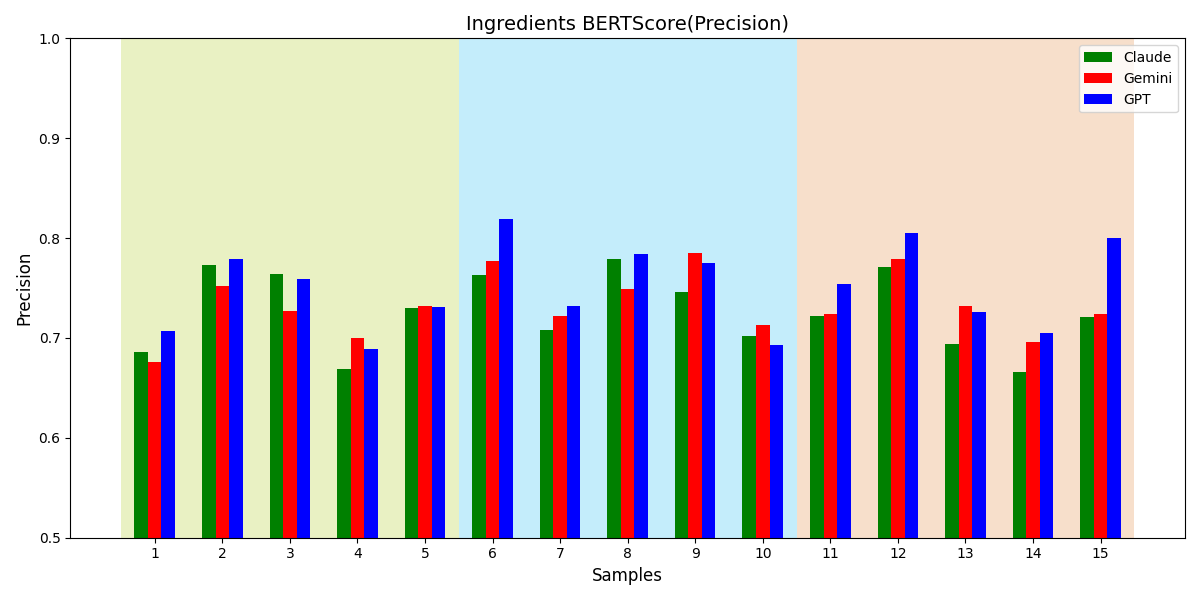 Ingredients BERTScore(Precision)
1.0
0.9
0.8
0.7
0.6
0.5
Precision
Claude
Gemini
GPT
1 2 3 4 5 6 7 8 9 10 11 12 13 14 15
Samples